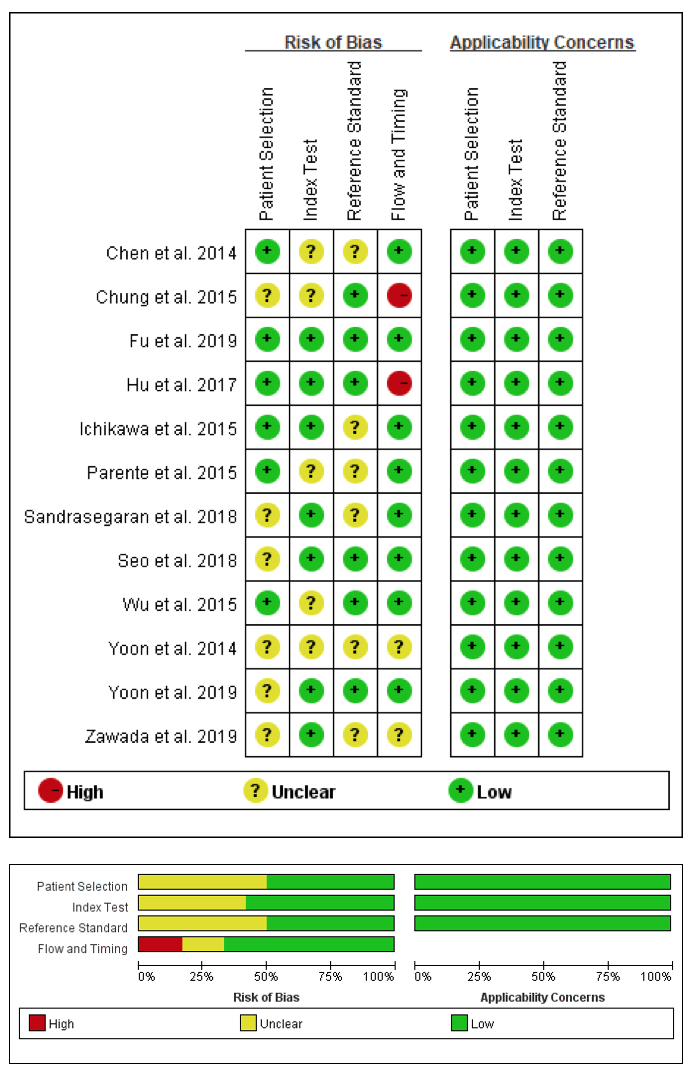 Risk of Bias Applicability Concerns
Patient Selection Index Test Reference Standard Flow and Timing Patient Selection Index Test Reference Standard
Chen et al. 2014 + ? ? + + + +
Chung et al. 2015 ? ? + - + + +
Fu et al. 2019 + + + + + + +
Hu et al. 2017 + + + - + + +
Ichikawa et al. 2015 + + ? + + + +
Parente et al. 2015 + ? ? + + + +
Sandrasegaran et al. 2018 ? + ? + + + +
Seo et al. 2018 ? + + + + + +
Wu et al. 2015 + ? + + + + +
Yoon et al. 2014 ? ? ? ? + + +
Yoon et al. 2019 ? + + + + + +
Zawada et al. 2019 ? + ? ? + + +
- High ? Unclear + Low
Patient Selection
Index Test
Reference Standard
Flow and Timing
0% 25% 50% 75% 100% 0% 25% 50% 75% 100%
Risk of Bias Applicability Concerns
High Unclear Low